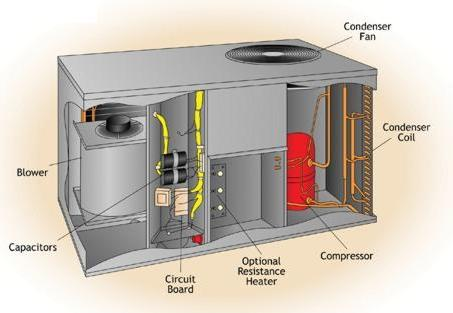 Condenser
Fan
Condenser
Coil
Blower
Capacitors
Circuit
Board
Optional
Resistance
Heater
Compressor